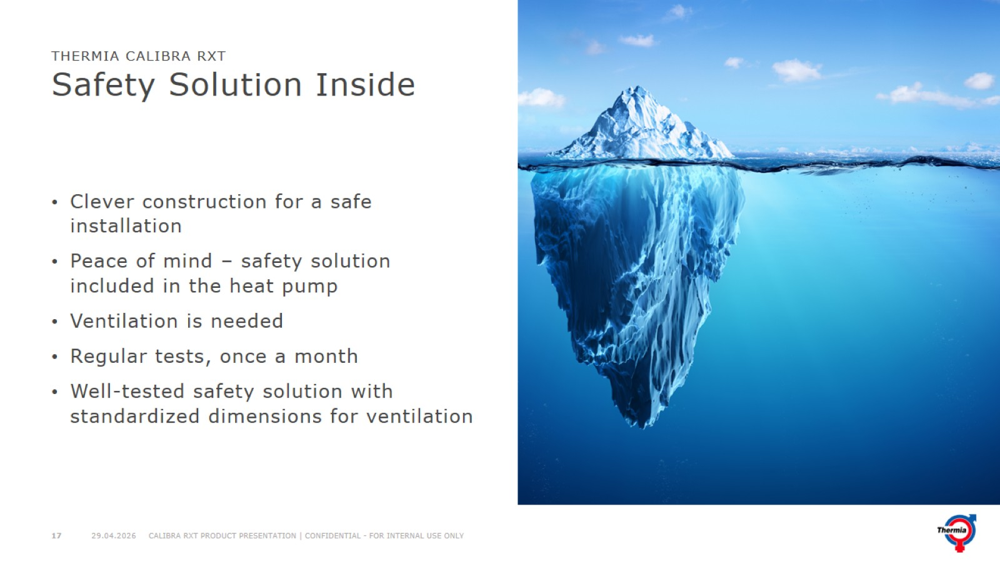 THERMIA CALIBRA RXT
Safety Solution Inside
• Clever construction for a safe
installation
• Peace of mind – safety solution
included in the heat pump
• Ventilation is needed
• Regular tests, once a month
• Well-tested safety solution with
standardized dimensions for ventilation
17 29.04.2026 CALIBRA RXT PRODUCT PRESENTATION | CONFIDENTIAL - FOR INTERNAL USE ONLY
Thermia